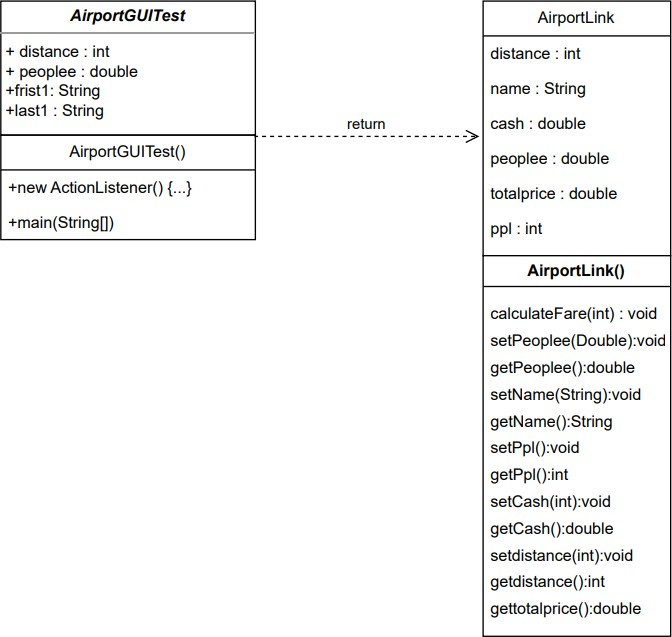 AirportGUITest
+ distance : int
+ peoplee : double
+frist1: String
+last1 : String
AirportGUITest()
+new ActionListener() {...}
+main(String[])
return
AirportLink
distance : int
name : String
cash : double
peoplee : double
totalprice : double
ppl : int
AirportLink()
calculateFare(int) : void
setPeoplee(Double):void
getPeoplee():double
setName(String):void
getName():String
setPpl():void
getPpl():int
setCash(int):void
getCash():double
setdistance(int):void
getdistance():int
gettotalprice():double